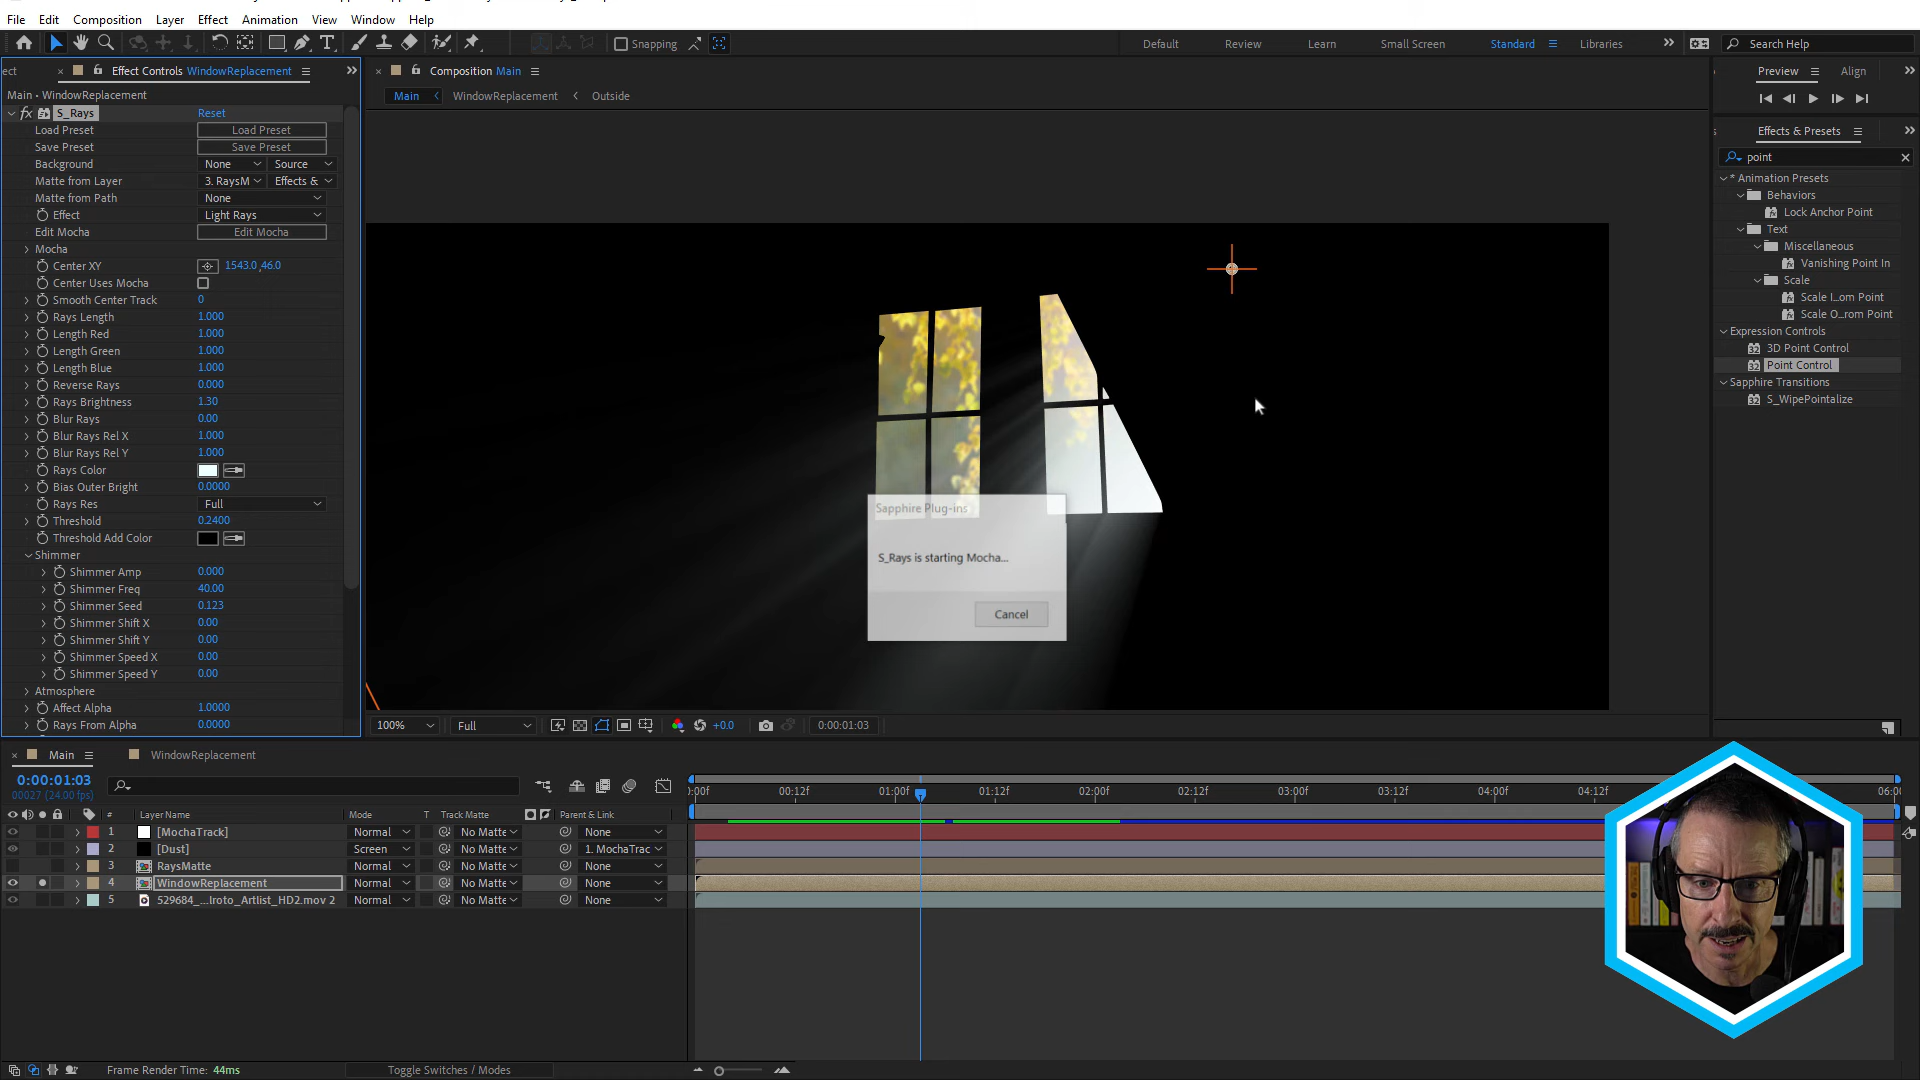 File Edit Composition Layer Effect Animation View Window Help
Snapping
Default Review Learn Small Screen Standard Libraries Search Help
ect Effect Controls WindowReplacement
Composition Main
Preview Align
Main • WindowReplacement
Main WindowReplacement Outside
fx S_Rays Reset
Load Preset Load Preset
Save Preset Save Preset
Background None Source
Matte from Layer 3. RaysM Effects &
Matte from Path None
Effect Light Rays
Edit Mocha Edit Mocha
Mocha
Center XY 1543.0,46.0
Center Uses Mocha
Smooth Center Track 0
Rays Length 1.000
Length Red 1.000
Length Green 1.000
Length Blue 1.000
Reverse Rays 0.000
Rays Brightness 1.30
Blur Rays 0.00
Blur Rays Rel X 1.000
Blur Rays Rel Y 1.000
Rays Color
Bias Outer Bright 0.0000
Rays Res Full
Threshold 0.2400
Threshold Add Color
Shimmer
Shimmer Amp 0.000
Shimmer Freq 40.00
Shimmer Seed 0.123
Shimmer Shift X 0.00
Shimmer Shift Y 0.00
Shimmer Speed X 0.00
Shimmer Speed Y 0.00
Atmosphere
Affect Alpha 1.0000
Rays From Alpha 0.0000
Sapphire Plug-ins
S_Rays is starting Mocha...
Cancel
100% Full +0.0 0:00:01:03
Effects & Presets
point
* Animation Presets
Behaviors
Lock Anchor Point
Text
Miscellaneous
Vanishing Point In
Scale
Scale I...om Point
Scale O...rom Point
Expression Controls
3D Point Control
Point Control
Sapphire Transitions
S_WipePointalize
Main WindowReplacement
0:00:01:03
00027 (24.00 fps)
:00f 00:12f 01:00f 01:12f 02:00f 02:12f 03:00f 03:12f 04:00f 04:12f 06:0
# Layer Name Mode T Track Matte Parent & Link
1 [MochaTrack] Normal No Matte None
2 [Dust] Screen No Matte 1. MochaTrac
3 RaysMatte Normal No Matte None
4 WindowReplacement Normal No Matte None
5 529684_...Iroto_Artlist_HD2.mov 2 Normal No Matte None
Frame Render Time: 44ms Toggle Switches / Modes